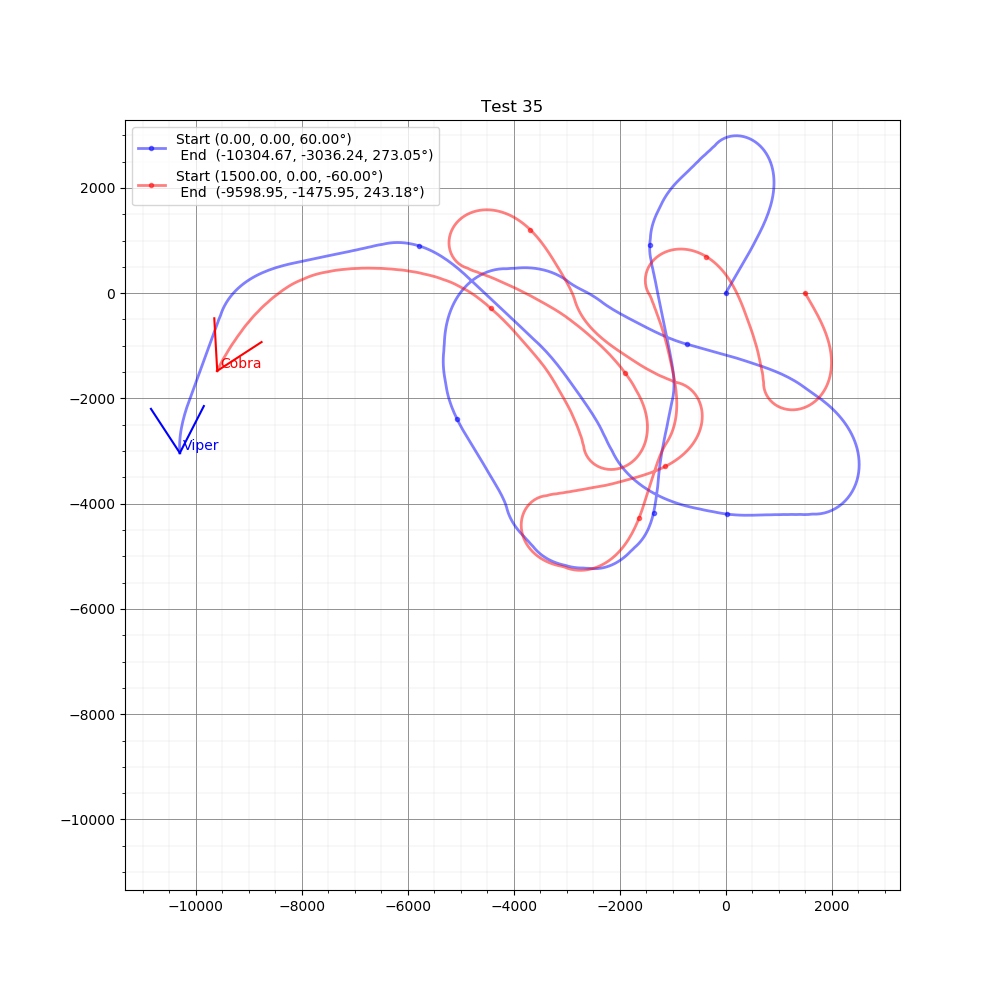 Test 35
Start (0.00, 0.00, 60.00°)
End (-10304.67, -3036.24, 273.05°)
Start (1500.00, 0.00, -60.00°)
End (-9598.95, -1475.95, 243.18°)
2000
0
−2000
−4000
−6000
−8000
−10000
Cobra
Viper
−10000 −8000 −6000 −4000 −2000 0 2000